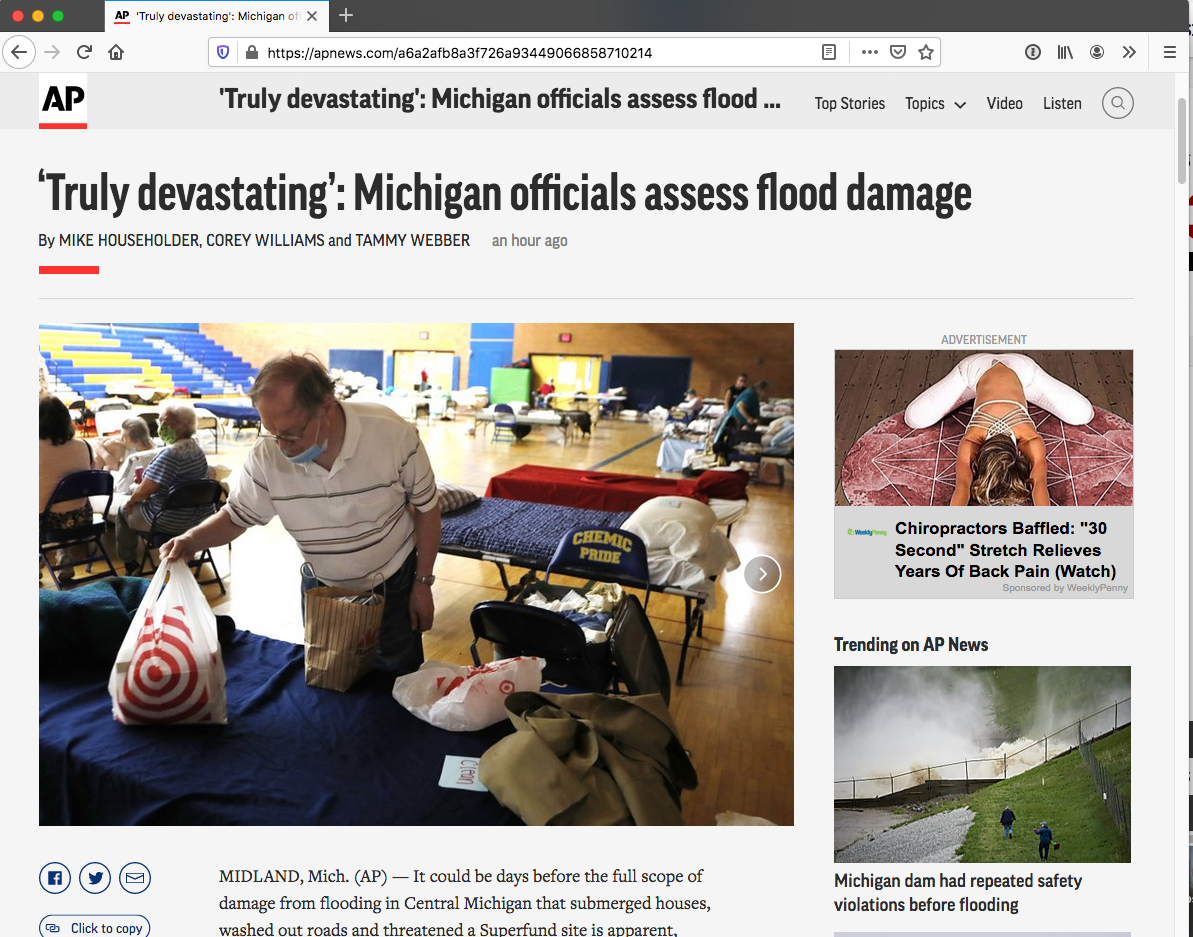 AP 'Truly devastating': Michigan of
https://apnews.com/a6a2afb8a3f726a93449066858710214
AP
'Truly devastating': Michigan officials assess flood ...
Top Stories Topics Video Listen
‘Truly devastating’: Michigan officials assess flood damage
By MIKE HOUSEHOLDER, COREY WILLIAMS and TAMMY WEBBER an hour ago
CHEMIC
PRIDE
Clean
ADVERTISEMENT
WeeklyPenny
Chiropractors Baffled: "30
Second" Stretch Relieves
Years Of Back Pain (Watch)
Sponsored by WeeklyPenny
Trending on AP News
Michigan dam had repeated safety
violations before flooding
MIDLAND, Mich. (AP) — It could be days before the full scope of
damage from flooding in Central Michigan that submerged houses,
washed out roads and threatened a Superfund site is apparent,
Click to copy